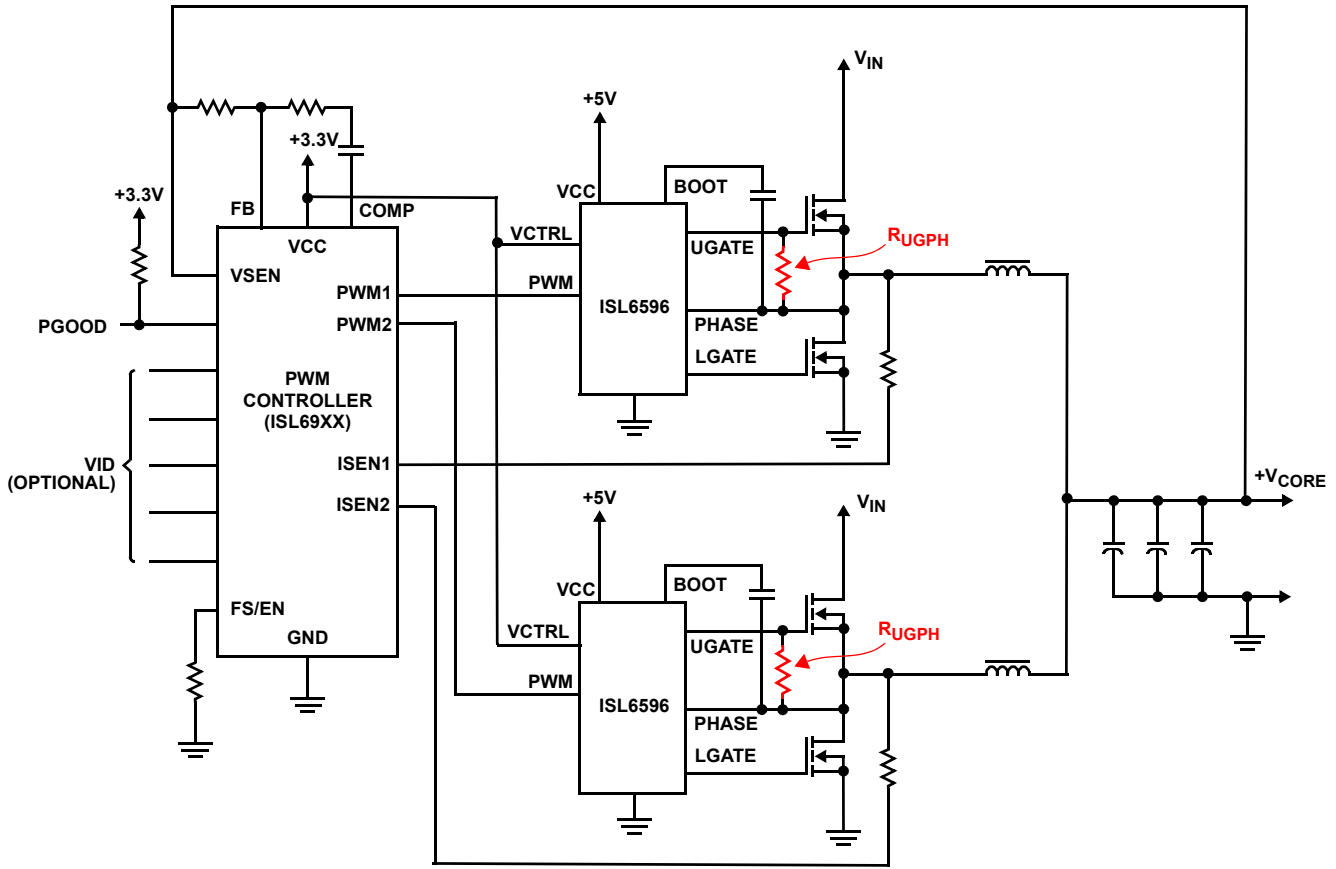 VIN
+5V
+3.3V
+3.3V
VCC
BOOT
FB
COMP
VCC
VCTRL
UGATE
RUGPH
VSEN
PWM1
PWM
ISL6596
PGOOD
PWM2
PHASE
LGATE
PWM
CONTROLLER
(ISL69XX)
VID
(OPTIONAL)
ISEN1
ISEN2
+VCORE
+5V
VIN
VCC
BOOT
FS/EN
GND
VCTRL
UGATE
RUGPH
PWM
ISL6596
PHASE
LGATE